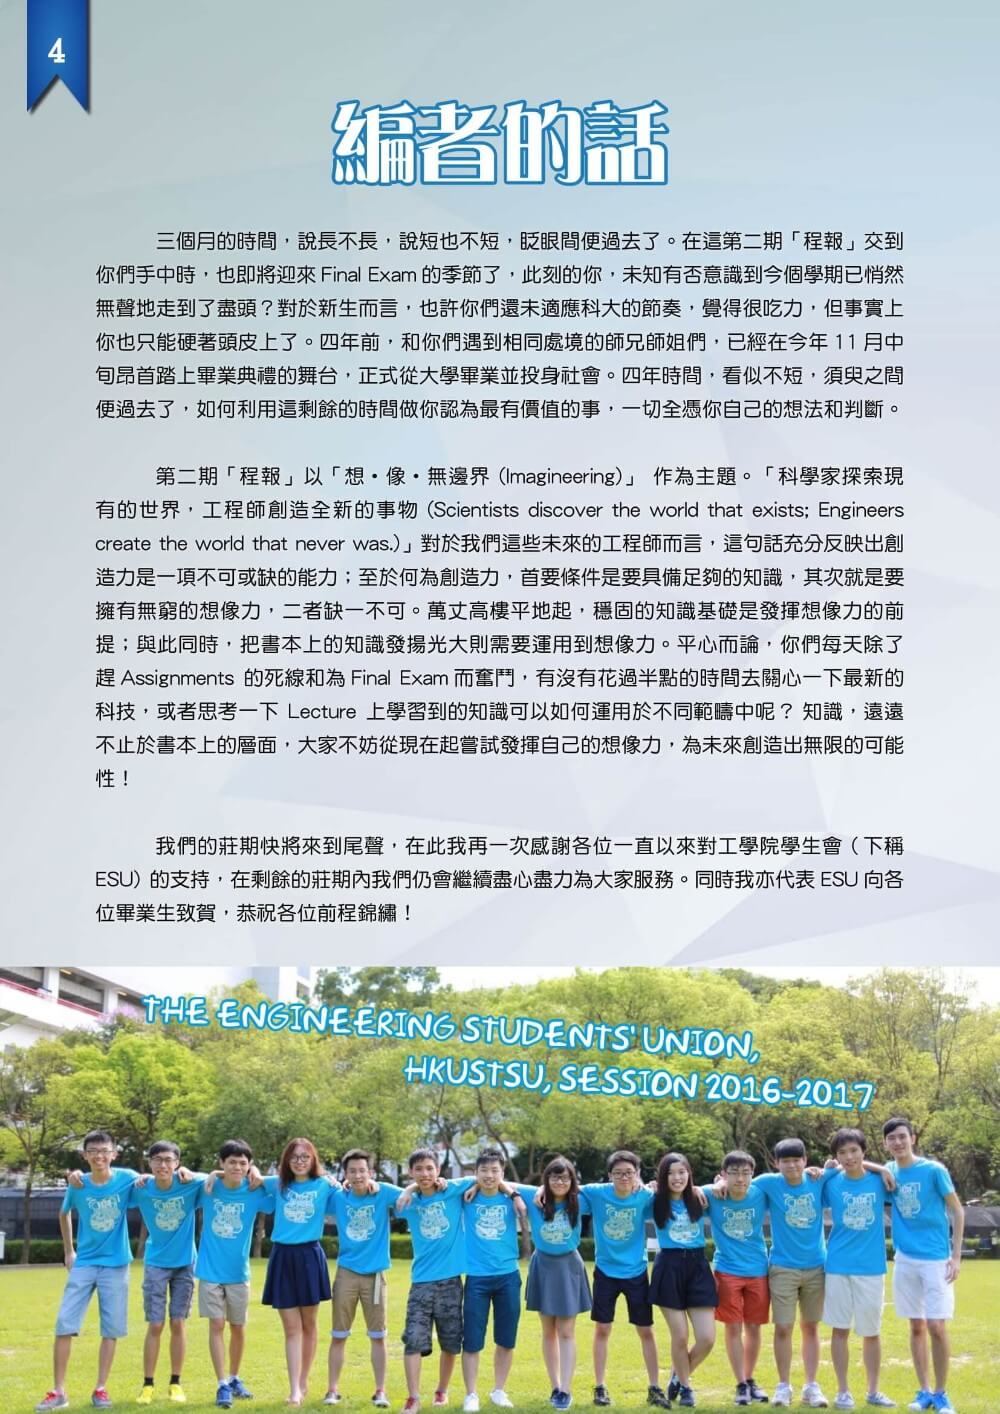 4
編者的話
三個月的時間，說長不長，說短也不短，眨眼間便過去了。在這第二期「程報」交到
你們手中時，也即將迎來 Final Exam 的季節了，此刻的你，未知有否意識到今個學期已悄然
無聲地走到了盡頭？對於新生而言，也許你們還未適應科大的節奏，覺得很吃力，但事實上
你也只能硬著頭皮上了。四年前，和你們遇到相同處境的師兄師姐們，已經在今年 11 月中
旬昂首踏上畢業典禮的舞台，正式從大學畢業並投身社會。四年時間，看似不短，須臾之間
便過去了，如何利用這剩餘的時間做你認為最有價值的事，一切全憑你自己的想法和判斷。
第二期「程報」以「想・像・無邊界 (Imagineering)」 作為主題。「科學家探索現
有的世界，工程師創造全新的事物 (Scientists discover the world that exists; Engineers
create the world that never was.)」對於我們這些未來的工程師而言，這句話充分反映出創
造力是一項不可或缺的能力；至於何為創造力，首要條件是要具備足夠的知識，其次就是要
擁有無窮的想像力，二者缺一不可。萬丈高樓平地起，穩固的知識基礎是發揮想像力的前
提；與此同時，把書本上的知識發揚光大則需要運用到想像力。平心而論，你們每天除了
趕 Assignments 的死線和為 Final Exam 而奮鬥，有沒有花過半點的時間去關心一下最新的
科技，或者思考一下 Lecture 上學習到的知識可以如何運用於不同範疇中呢？ 知識，遠遠
不止於書本上的層面，大家不妨從現在起嘗試發揮自己的想像力，為未來創造出無限的可能
性！
我們的莊期快將來到尾聲，在此我再一次感謝各位一直以來對工學院學生會（下稱
ESU）的支持，在剩餘的莊期內我們仍會繼續盡心盡力為大家服務。同時我亦代表 ESU 向各
位畢業生致賀，恭祝各位前程錦繡！
THE ENGINEERING STUDENTS' UNION,
HKUSTSU, SESSION 2016-2017